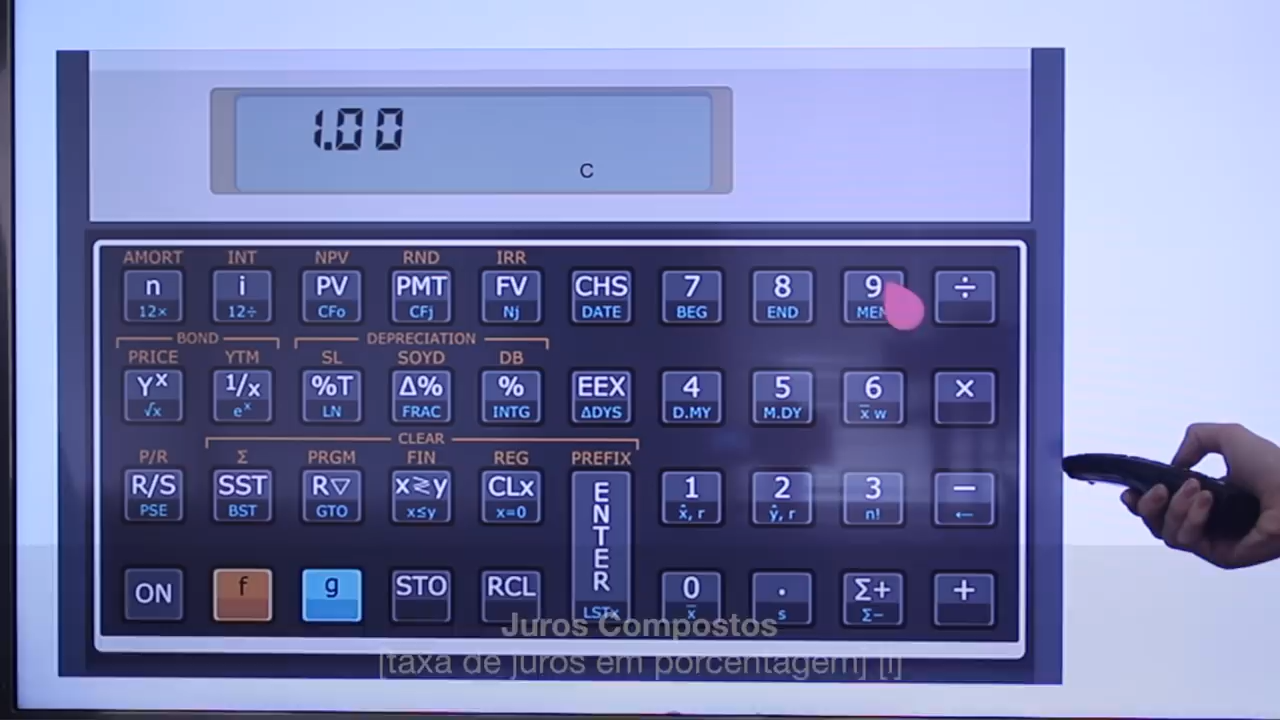 1.00
C
AMORT INT NPV RND IRR
n i PV PMT FV CHS 7 8 9 ÷
12× 12÷ CFo CFj Nj DATE BEG END MEM
BOND DEPRECIATION
PRICE YTM SL SOYD DB
Yx 1/x %T Δ% % EEX 4 5 6 ×
√x ex LN FRAC INTG ΔDYS D.MY M.DY x̄ w
CLEAR
P/R Σ PRGM FIN REG PREFIX
R/S SST R▽ x≷y CLx ENTER 1 2 3 −
PSE BST GTO x≤y x=0 x̂, r ŷ, r n! ←
ON f g STO RCL 0 . Σ+ +
LSTx x̄ s Σ−
Juros Compostos
[taxa de juros em porcentagem] [i]